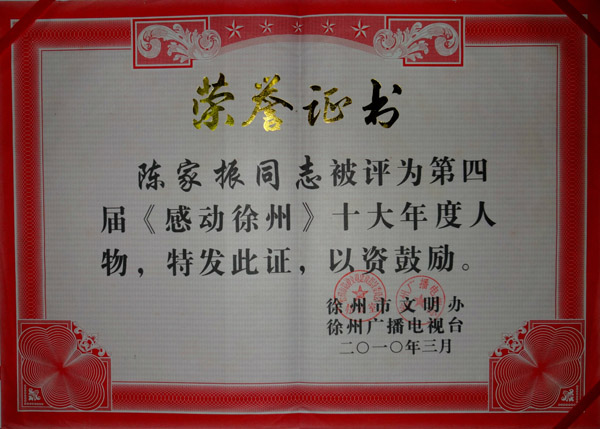 荣誉证书
陈家振同志被评为第四
届《感动徐州》十大年度人
物，特发此证，以资鼓励。
徐州市文明办
徐州广播电视台
二〇一〇年三月